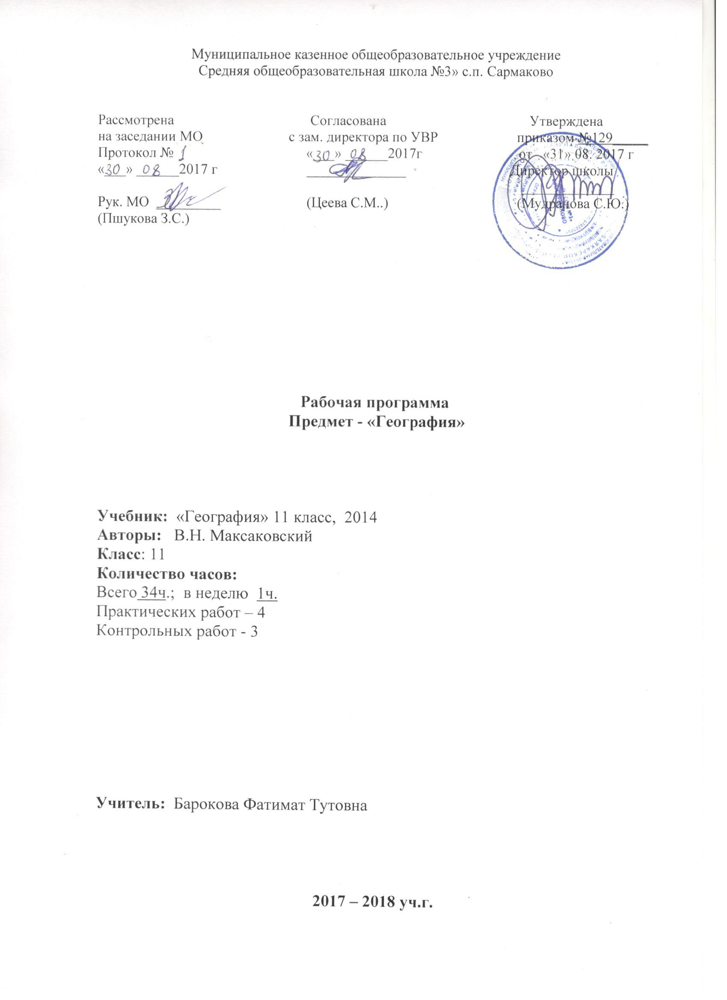 Муниципальное казенное общеобразовательное учреждение
Средняя общеобразовательная школа №3» с.п. Сармаково
Рассмотрена
на заседании МО
Протокол № 1
«30» 08 2017 г
Рук. МО
(Пшукова З.С.)
Согласована
с зам. директора по УВР
«30» 08 2017г
(Цеева С.М..)
Утверждена
приказом №129
от «31» 08. 2017 г
Директор школы
(Мудранова С.Ю.)
Рабочая программа
Предмет - «География»
Учебник: «География» 11 класс, 2014
Авторы: В.Н. Максаковский
Класс: 11
Количество часов:
Всего 34ч.; в неделю 1ч.
Практических работ – 4
Контрольных работ - 3
Учитель: Барокова Фатимат Тутовна
2017 – 2018 уч.г.